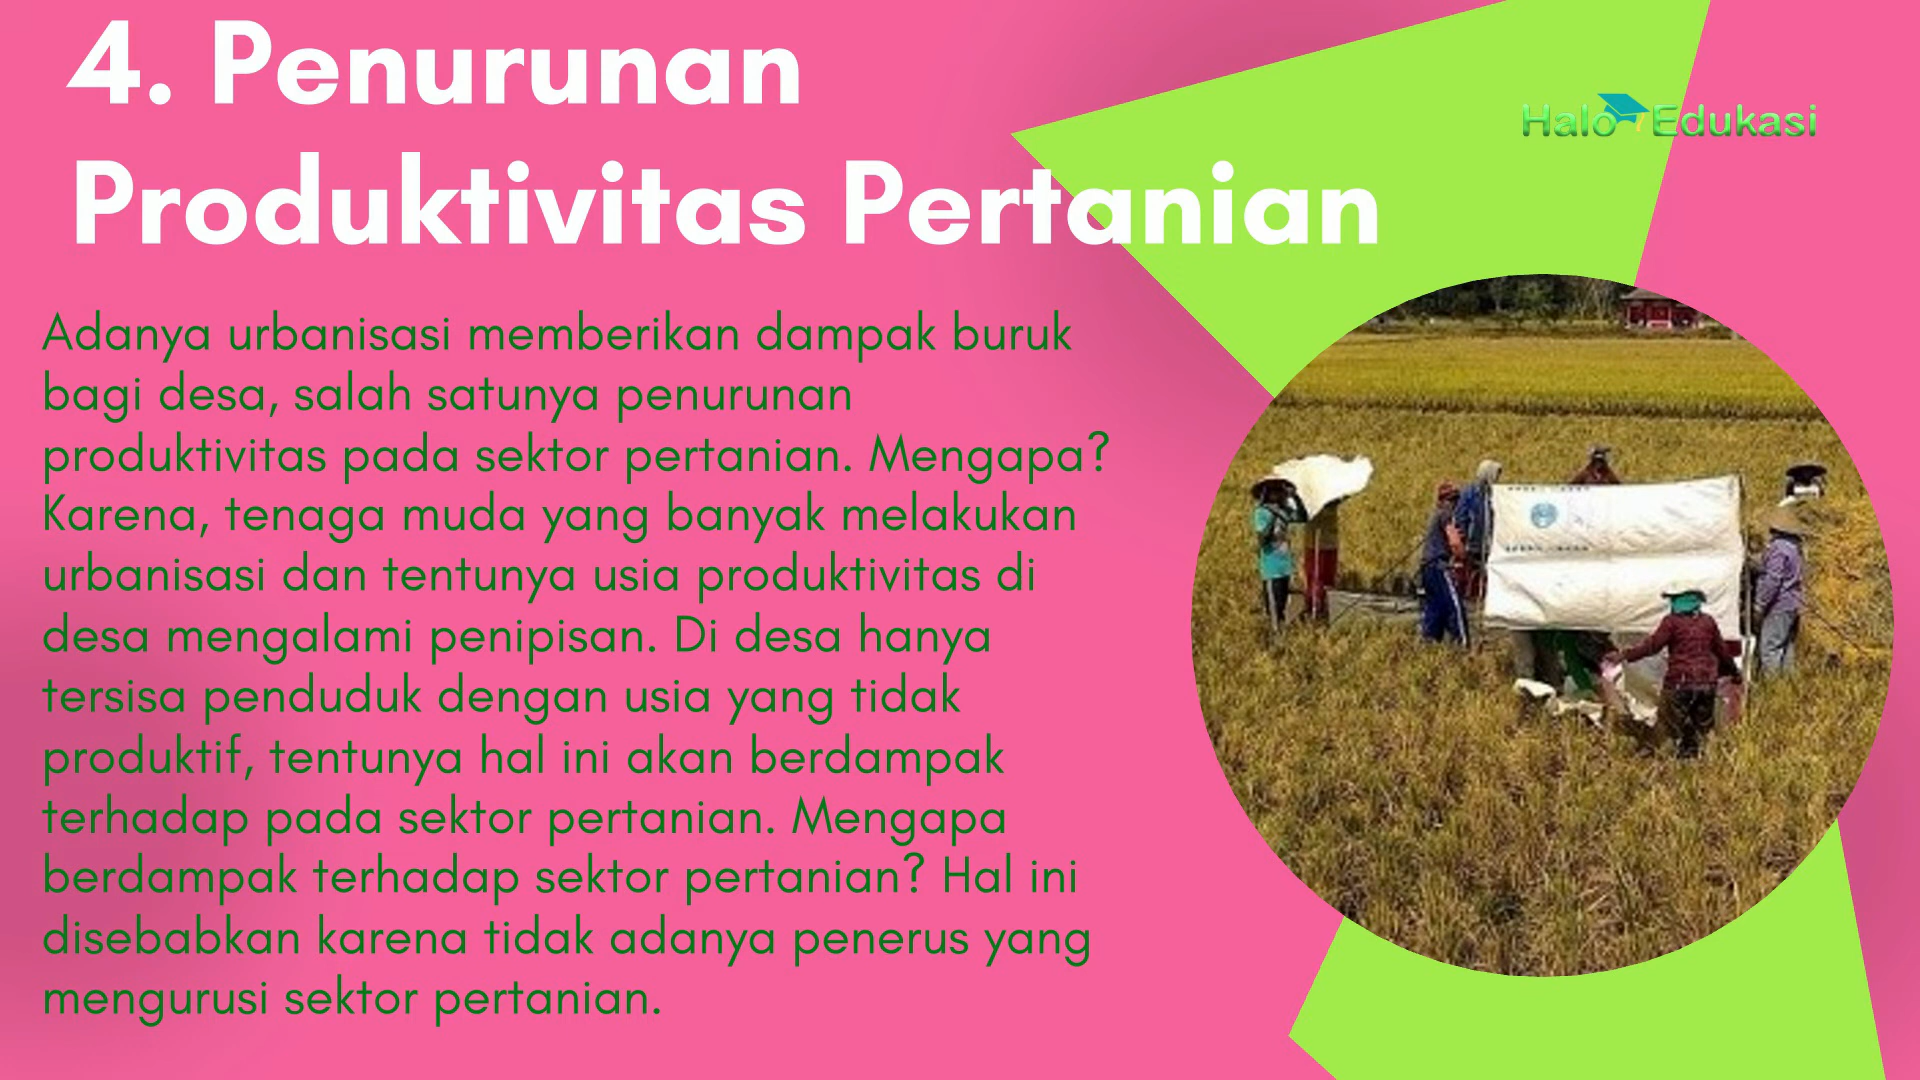 4. Penurunan
Produktivitas Pertanian
Halo Edukasi
Adanya urbanisasi memberikan dampak buruk
bagi desa, salah satunya penurunan
produktivitas pada sektor pertanian. Mengapa?
Karena, tenaga muda yang banyak melakukan
urbanisasi dan tentunya usia produktivitas di
desa mengalami penipisan. Di desa hanya
tersisa penduduk dengan usia yang tidak
produktif, tentunya hal ini akan berdampak
terhadap pada sektor pertanian. Mengapa
berdampak terhadap sektor pertanian? Hal ini
disebabkan karena tidak adanya penerus yang
mengurusi sektor pertanian.